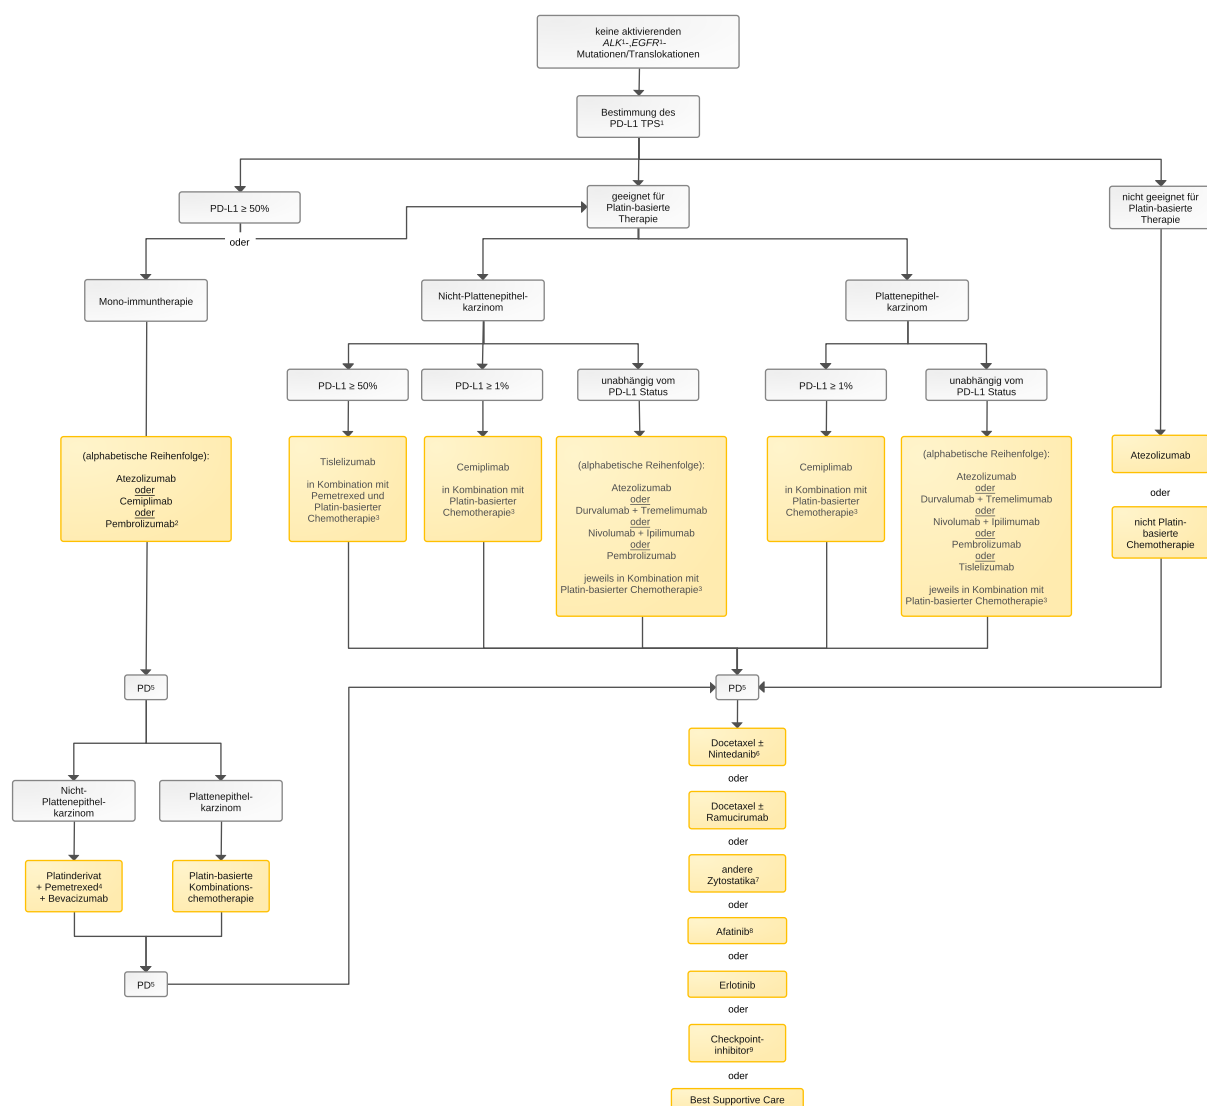 keine aktivierenden
ALK¹-,EGFR¹-
Mutationen/Translokationen
Bestimmung des
PD-L1 TPS¹
PD-L1 ≥ 50%
oder
geeignet für
Platin-basierte
Therapie
nicht geeignet für
Platin-basierte
Therapie
Mono-immuntherapie
Nicht-Plattenepithel-
karzinom
Plattenepithel-
karzinom
PD-L1 ≥ 50%
PD-L1 ≥ 1%
unabhängig vom
PD-L1 Status
PD-L1 ≥ 1%
unabhängig vom
PD-L1 Status
(alphabetische Reihenfolge):
Atezolizumab
oder
Cemiplimab
oder
Pembrolizumab²
Tislelizumab
in Kombination mit
Pemetrexed und
Platin-basierter
Chemotherapie³
Cemiplimab
in Kombination mit
Platin-basierter
Chemotherapie³
(alphabetische Reihenfolge):
Atezolizumab
oder
Durvalumab + Tremelimumab
oder
Nivolumab + Ipilimumab
oder
Pembrolizumab
jeweils in Kombination mit
Platin-basierter Chemotherapie³
Cemiplimab
in Kombination mit
Platin-basierter
Chemotherapie³
(alphabetische Reihenfolge):
Atezolizumab
oder
Durvalumab + Tremelimumab
oder
Nivolumab + Ipilimumab
oder
Pembrolizumab
oder
Tislelizumab
jeweils in Kombination mit
Platin-basierter Chemotherapie³
Atezolizumab
oder
nicht Platin-
basierte
Chemotherapie
PD⁵
PD⁵
Nicht-
Plattenepithel-
karzinom
Plattenepithel-
karzinom
Platinderivat
+ Pemetrexed⁴
+ Bevacizumab
Platin-basierte
Kombinations-
chemotherapie
PD⁵
Docetaxel ±
Nintedanib⁶
oder
Docetaxel ±
Ramucirumab
oder
andere
Zytostatika⁷
oder
Afatinib⁸
oder
Erlotinib
oder
Checkpoint-
inhibitor⁹
oder
Best Supportive Care